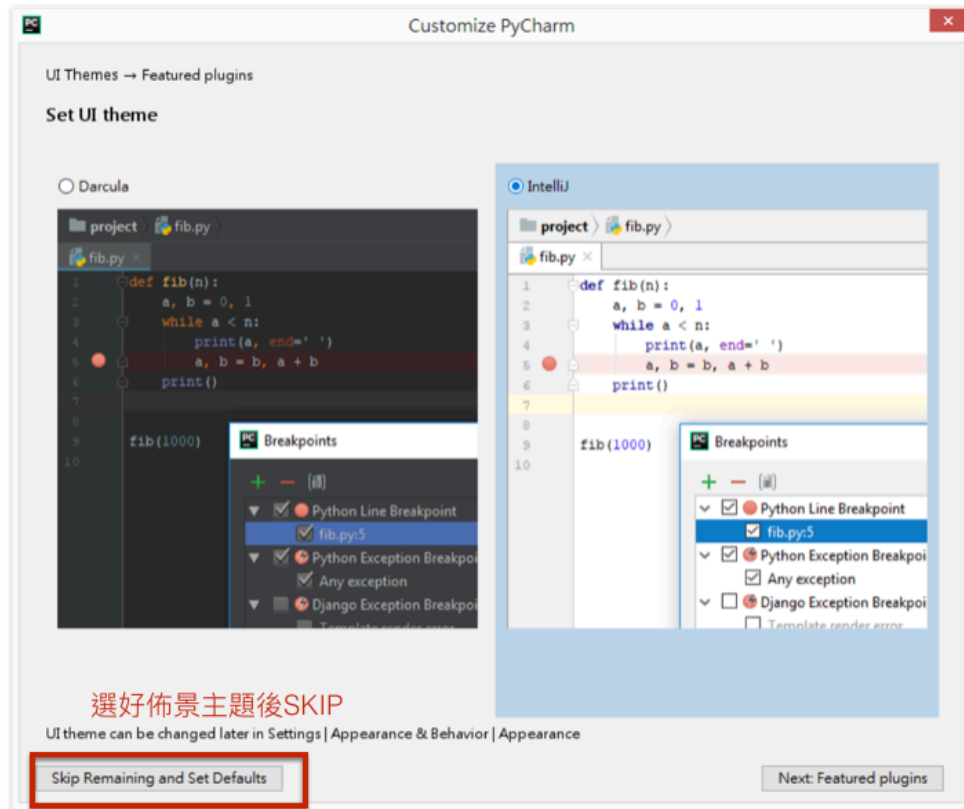 Customize PyCharm
UI Themes → Featured plugins
Set UI theme
Darcula
project fib.py
fib.py
1 def fib(n):
2 a, b = 0, 1
3 while a < n:
4 print(a, end=' ')
5 a, b = b, a + b
6 print()
7
8
9 fib(1000)
10
PC Breakpoints
Python Line Breakpoint
fib.py:5
Python Exception Breakpoi
Any exception
Django Exception Breakpoi
Template render error
IntelliJ
project fib.py
fib.py
1 def fib(n):
2 a, b = 0, 1
3 while a < n:
4 print(a, end=' ')
5 a, b = b, a + b
6 print()
7
8
9 fib(1000)
10
PC Breakpoints
Python Line Breakpoint
fib.py:5
Python Exception Breakpoi
Any exception
Django Exception Breakpoi
Template render error
選好佈景主題後SKIP
UI theme can be changed later in Settings | Appearance & Behavior | Appearance
Skip Remaining and Set Defaults
Next: Featured plugins